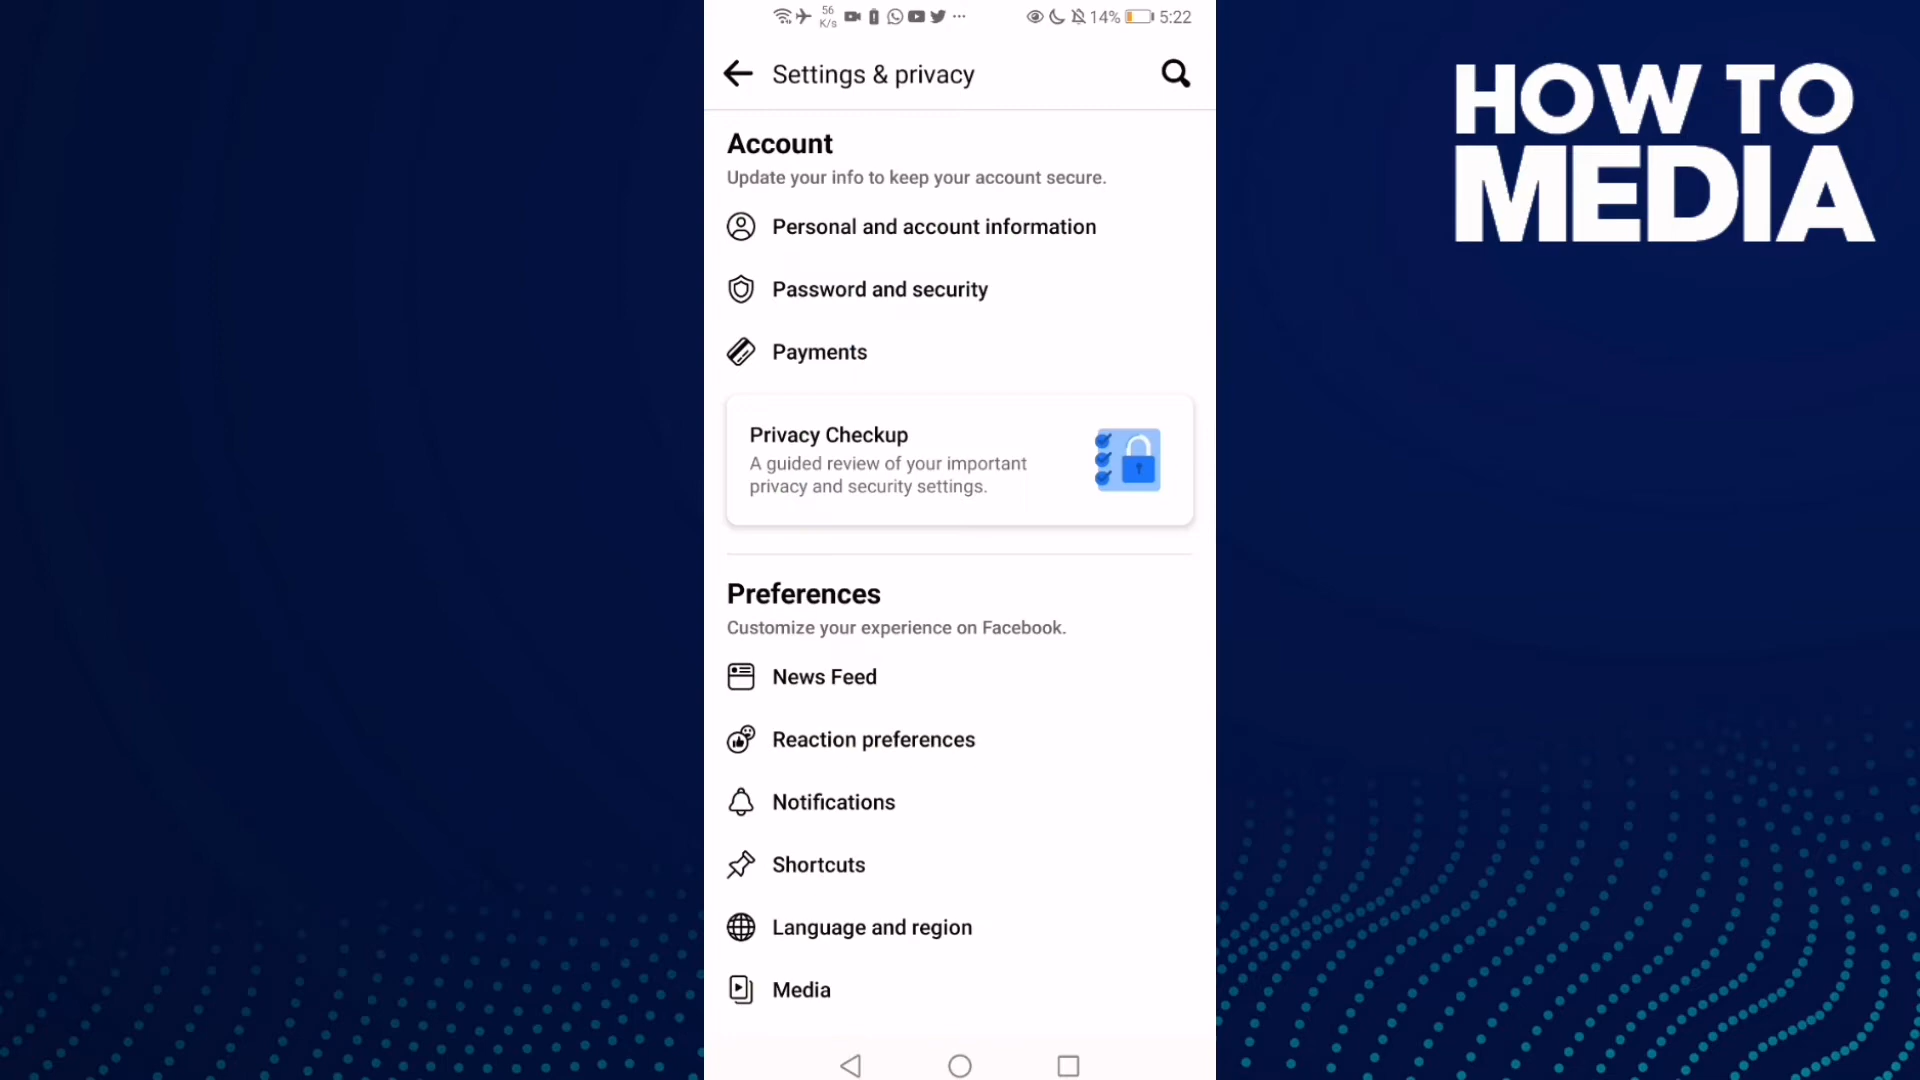 56
K/s
14%
5:22
Settings & privacy
HOW TO
MEDIA
Account
Update your info to keep your account secure.
Personal and account information
Password and security
Payments
Privacy Checkup
A guided review of your important
privacy and security settings.
Preferences
Customize your experience on Facebook.
News Feed
Reaction preferences
Notifications
Shortcuts
Language and region
Media